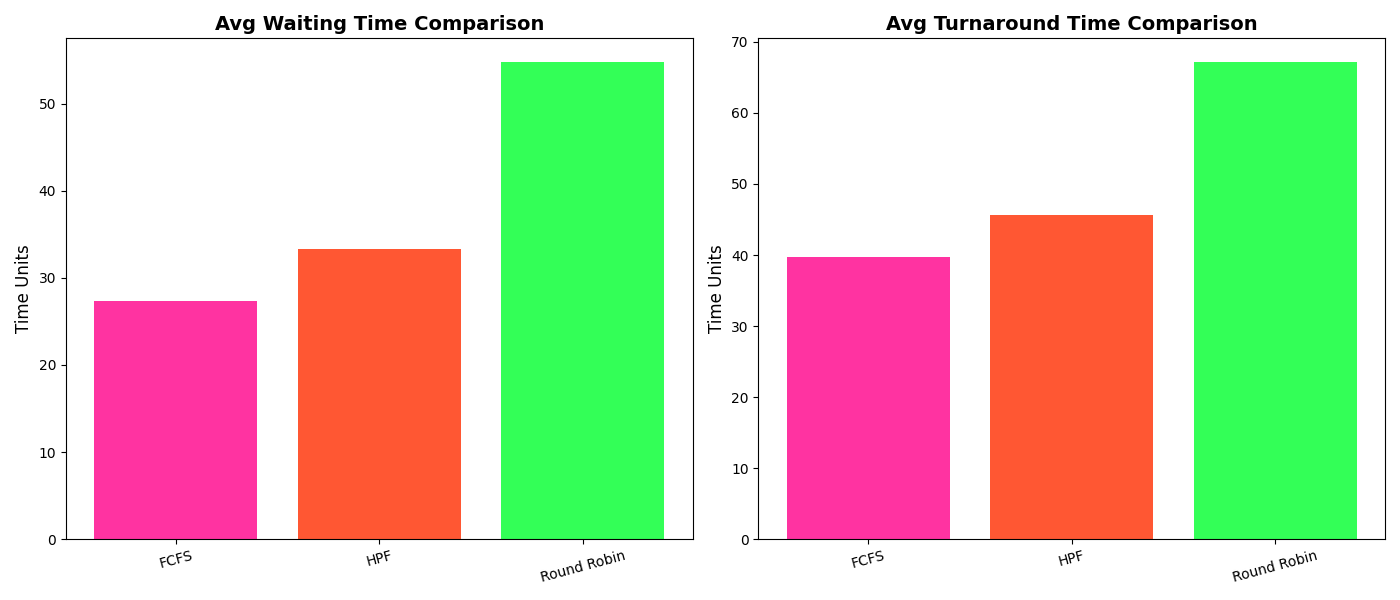 Avg Waiting Time Comparison
Time Units
50
40
30
20
10
0
FCFS
HPF
Round Robin
Avg Turnaround Time Comparison
Time Units
70
60
50
40
30
20
10
0
FCFS
HPF
Round Robin